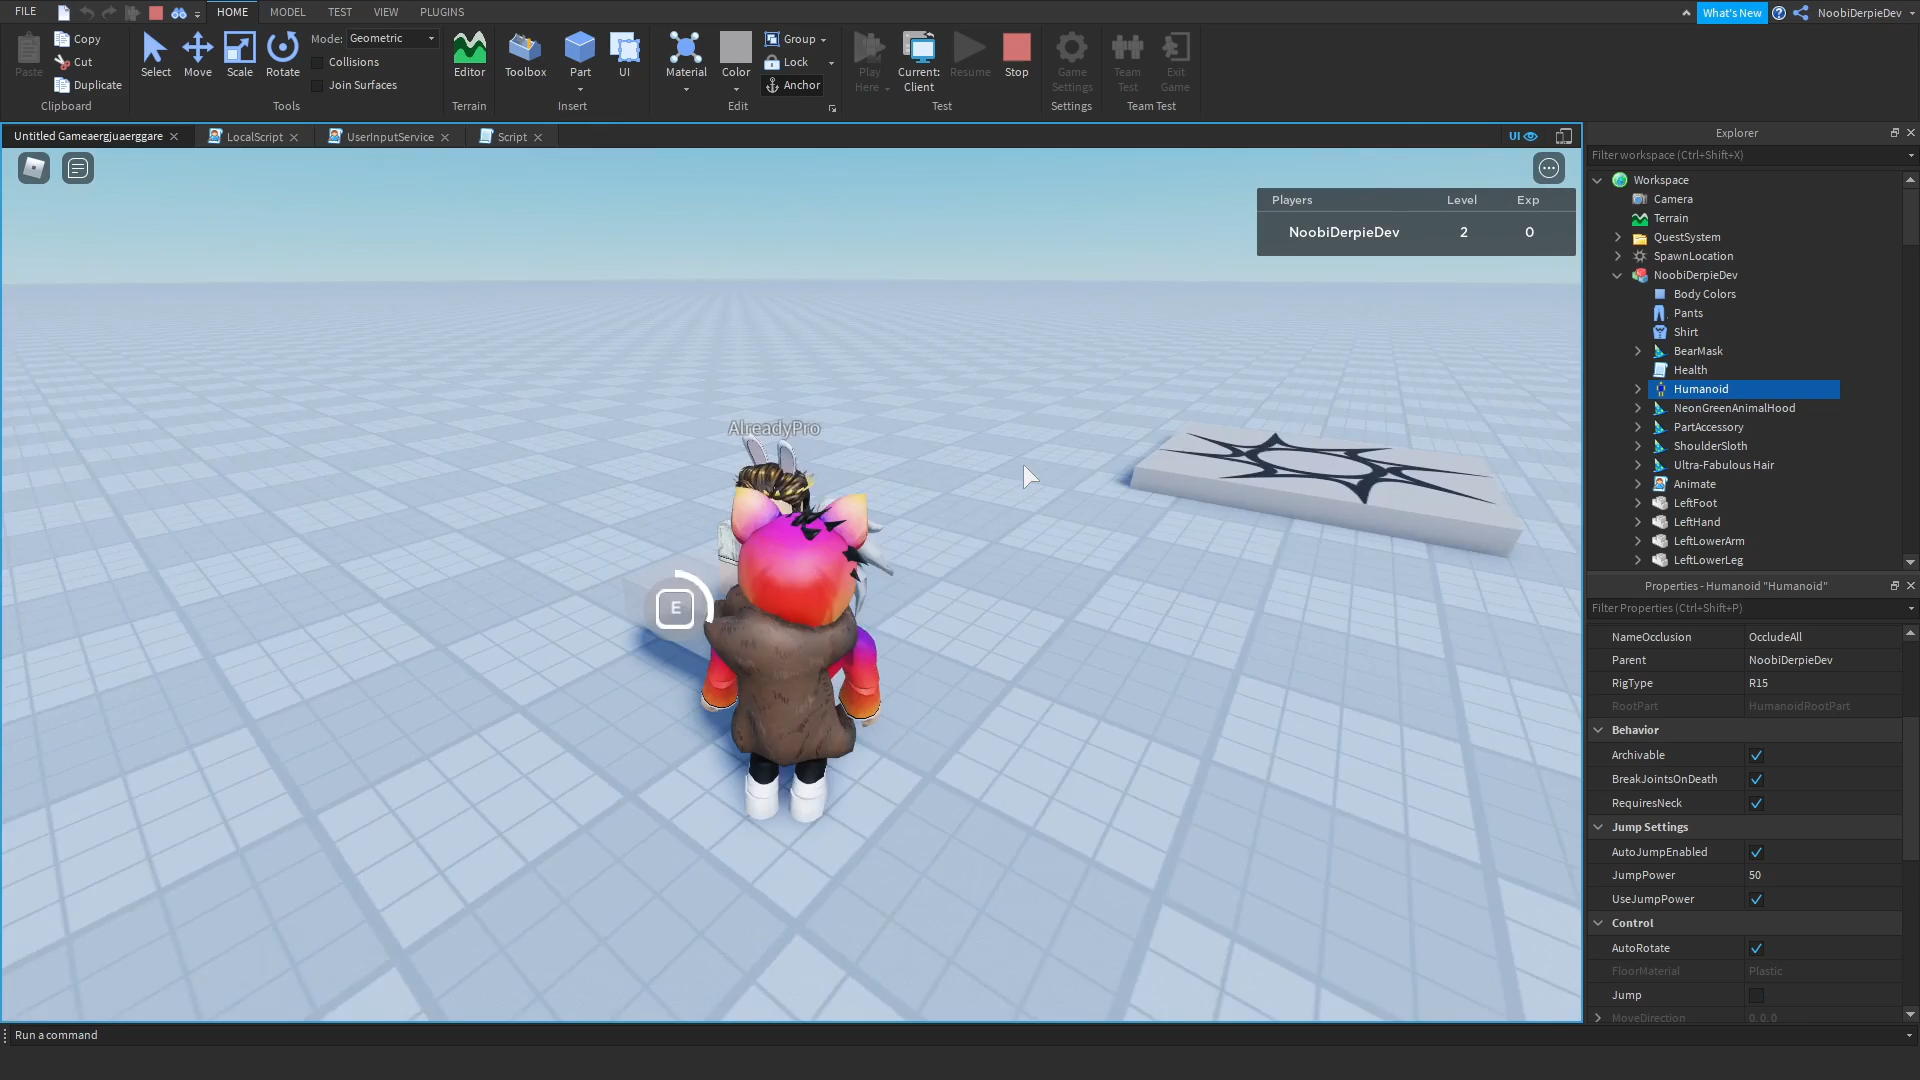 FILE HOME MODEL TEST VIEW PLUGINS What's New NoobiDerpieDev
Paste Copy Cut Duplicate
Clipboard
Select Move Scale Rotate Mode: Geometric
Collisions
Join Surfaces
Tools
Editor
Terrain
Toolbox Part UI
Insert
Material Color Group Lock Anchor
Edit
Play Here Current: Client Resume Stop
Test
Game Settings
Settings
Team Test Exit Game
Team Test
Untitled Gameaergjuaerggare LocalScript UserInputService Script UI
Players Level Exp
NoobiDerpieDev 2 0
AlreadyPro
E
Explorer
Filter workspace (Ctrl+Shift+X)
Workspace
Camera
Terrain
QuestSystem
SpawnLocation
NoobiDerpieDev
Body Colors
Pants
Shirt
BearMask
Health
Humanoid
NeonGreenAnimalHood
PartAccessory
ShoulderSloth
Ultra-Fabulous Hair
Animate
LeftFoot
LeftHand
LeftLowerArm
LeftLowerLeg
Properties - Humanoid "Humanoid"
Filter Properties (Ctrl+Shift+P)
NameOcclusion OccludeAll
Parent NoobiDerpieDev
RigType R15
RootPart HumanoidRootPart
Behavior
Archivable
BreakJointsOnDeath
RequiresNeck
Jump Settings
AutoJumpEnabled
JumpPower 50
UseJumpPower
Control
AutoRotate
FloorMaterial Plastic
Jump
MoveDirection 0, 0, 0
Run a command